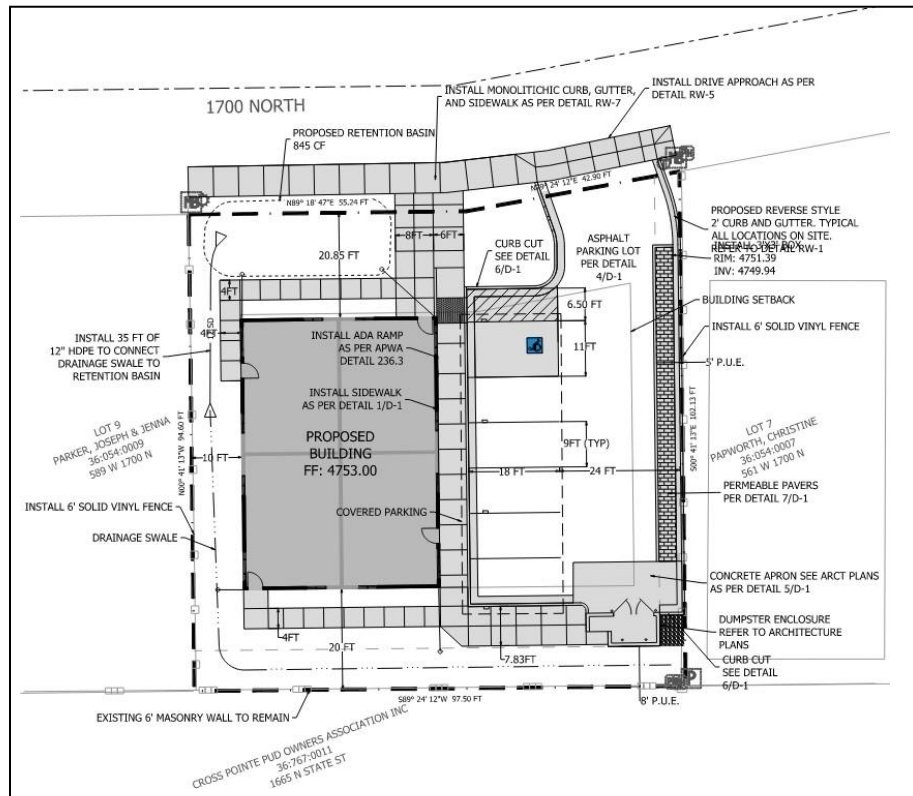 1700 NORTH
INSTALL MONOLITICHIC CURB, GUTTER,
AND SIDEWALK AS PER DETAIL RW-7
INSTALL DRIVE APPROACH AS PER
DETAIL RW-5
PROPOSED RETENTION BASIN
845 CF
N89° 18' 47"E 55.24 FT
24' 12"E 42.90 FT
PROPOSED REVERSE STYLE
2' CURB AND GUTTER. TYPICAL
ALL LOCATIONS ON SITE.
REFER TO DETAIL RW-1
RIM: 4751.39
INV: 4749.94
20.85 FT
8FT
6FT
CURB CUT
SEE DETAIL
6/D-1
ASPHALT
PARKING LOT
PER DETAIL
4/D-1
6.50 FT
BUILDING SETBACK
4FT
4FT
INSTALL 6' SOLID VINYL FENCE
INSTALL 35 FT OF
12" HDPE TO CONNECT
DRAINAGE SWALE TO
RETENTION BASIN
INSTALL ADA RAMP
AS PER APWA
DETAIL 236.3
11FT
5' P.U.E.
INSTALL SIDEWALK
AS PER DETAIL 1/D-1
LOT 9
PARKER, JOSEPH & JENNA
36:054:0009
589 W 1700 N
N00° 41' 13"W 94.60 FT
10 FT
PROPOSED
BUILDING
FF: 4753.00
9FT (TYP)
18 FT
24 FT
S00° 41' 13"E 102.13 FT
LOT 7
PAPWORTH, CHRISTINE
36:054:0007
561 W 1700 N
PERMEABLE PAVERS
PER DETAIL 7/D-1
INSTALL 6' SOLID VINYL FENCE
COVERED PARKING
DRAINAGE SWALE
CONCRETE APRON SEE ARCT PLANS
AS PER DETAIL 5/D-1
DUMPSTER ENCLOSURE
REFER TO ARCHITECTURE
PLANS
4FT
20 FT
7.83FT
CURB CUT
SEE DETAIL
6/D-1
8' P.U.E.
EXISTING 6' MASONRY WALL TO REMAIN
S89° 24' 12"W 97.50 FT
CROSS POINTE PUD OWNERS ASSOCIATION INC
36:767:0011
1665 N STATE ST